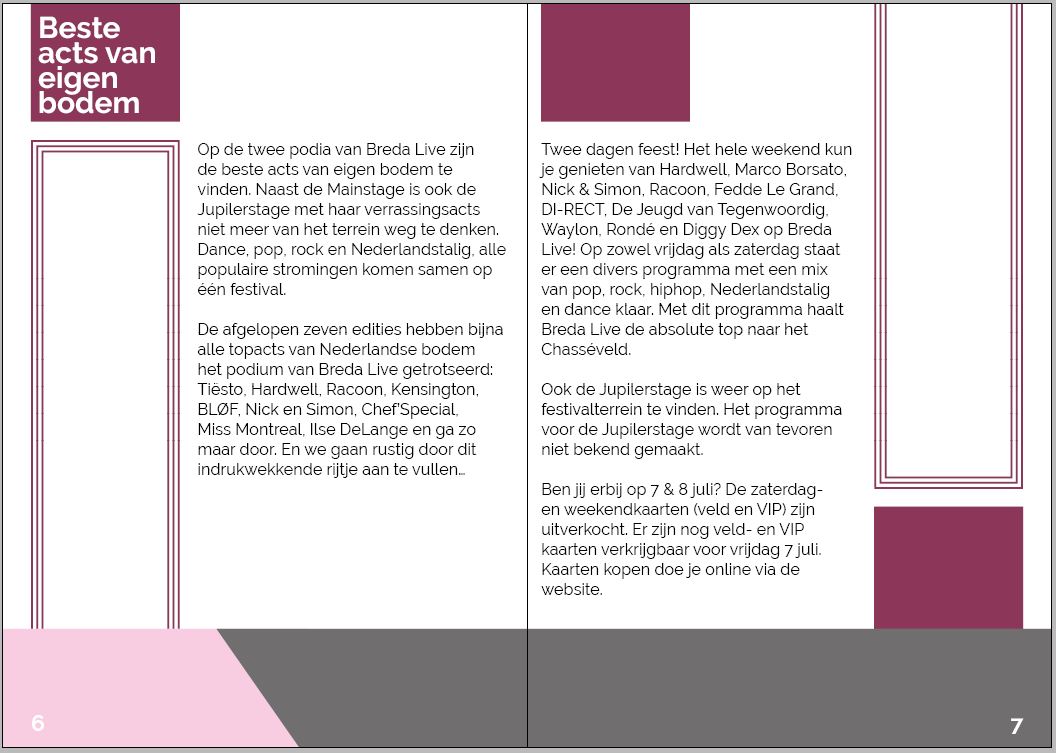 Beste
acts van
eigen
bodem
Op de twee podia van Breda Live zijn
de beste acts van eigen bodem te
vinden. Naast de Mainstage is ook de
Jupilerstage met haar verrassingsacts
niet meer van het terrein weg te denken.
Dance, pop, rock en Nederlandstalig, alle
populaire stromingen komen samen op
één festival.
De afgelopen zeven edities hebben bijna
alle topacts van Nederlandse bodem
het podium van Breda Live getrotseerd:
Tiësto, Hardwell, Racoon, Kensington,
BLØF, Nick en Simon, Chef'Special,
Miss Montreal, Ilse DeLange en ga zo
maar door. En we gaan rustig door dit
indrukwekkende rijtje aan te vullen...
6
Twee dagen feest! Het hele weekend kun
je genieten van Hardwell, Marco Borsato,
Nick & Simon, Racoon, Fedde Le Grand,
DI-RECT, De Jeugd van Tegenwoordig,
Waylon, Rondé en Diggy Dex op Breda
Live! Op zowel vrijdag als zaterdag staat
er een divers programma met een mix
van pop, rock, hiphop, Nederlandstalig
en dance klaar. Met dit programma haalt
Breda Live de absolute top naar het
Chasséveld.
Ook de Jupilerstage is weer op het
festivalterrein te vinden. Het programma
voor de Jupilerstage wordt van tevoren
niet bekend gemaakt.
Ben jij erbij op 7 & 8 juli? De zaterdag-
en weekendkaarten (veld en VIP) zijn
uitverkocht. Er zijn nog veld- en VIP
kaarten verkrijgbaar voor vrijdag 7 juli.
Kaarten kopen doe je online via de
website.
7